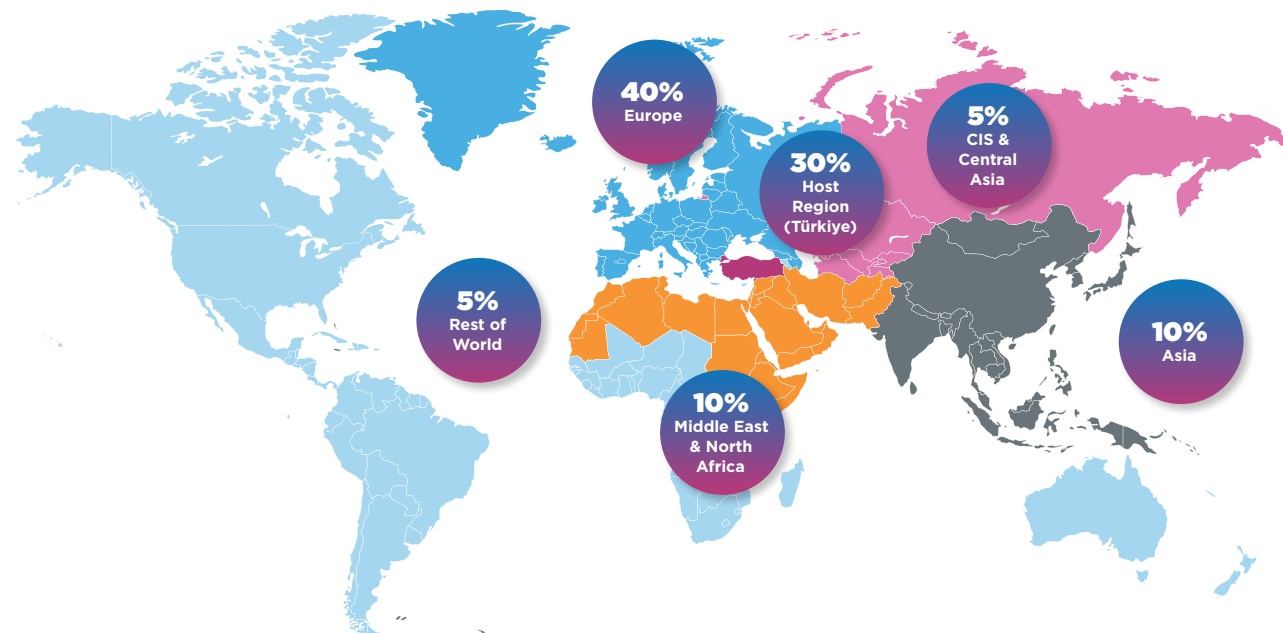 40%
Europe
30%
Host
Region
(Türkiye)
5%
CIS &
Central
Asia
5%
Rest of
World
10%
Asia
10%
Middle East
& North
Africa